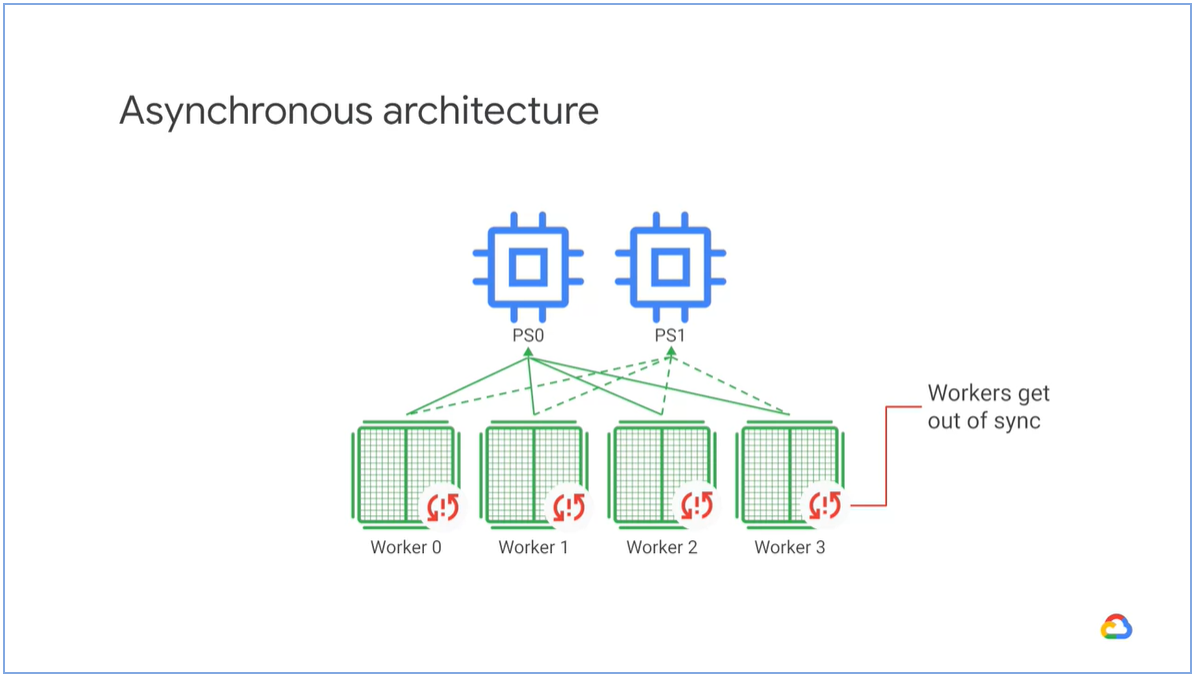 Asynchronous architecture
PS0
PS1
Workers get
out of sync
Worker 0
Worker 1
Worker 2
Worker 3